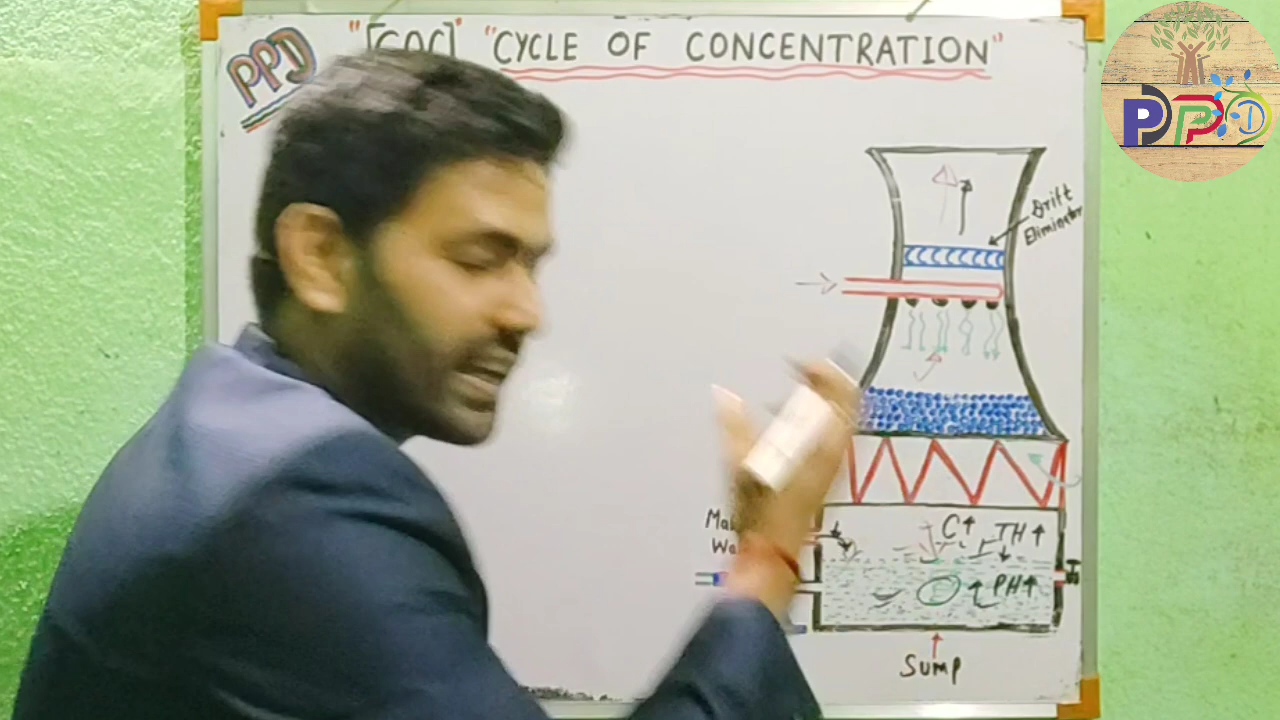 PPD
"[COC]" "CYCLE OF CONCENTRATION"
PPD
Drift
Eliminator
C↑ TH↑
PH↑
Sump